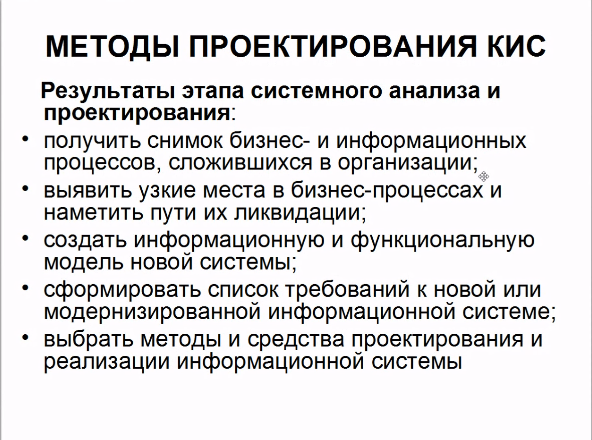 МЕТОДЫ ПРОЕКТИРОВАНИЯ КИС
Результаты этапа системного анализа и
проектирования:
• получить снимок бизнес- и информационных
процессов, сложившихся в организации;
• выявить узкие места в бизнес-процессах и
наметить пути их ликвидации;
• создать информационную и функциональную
модель новой системы;
• сформировать список требований к новой или
модернизированной информационной системе;
• выбрать методы и средства проектирования и
реализации информационной системы